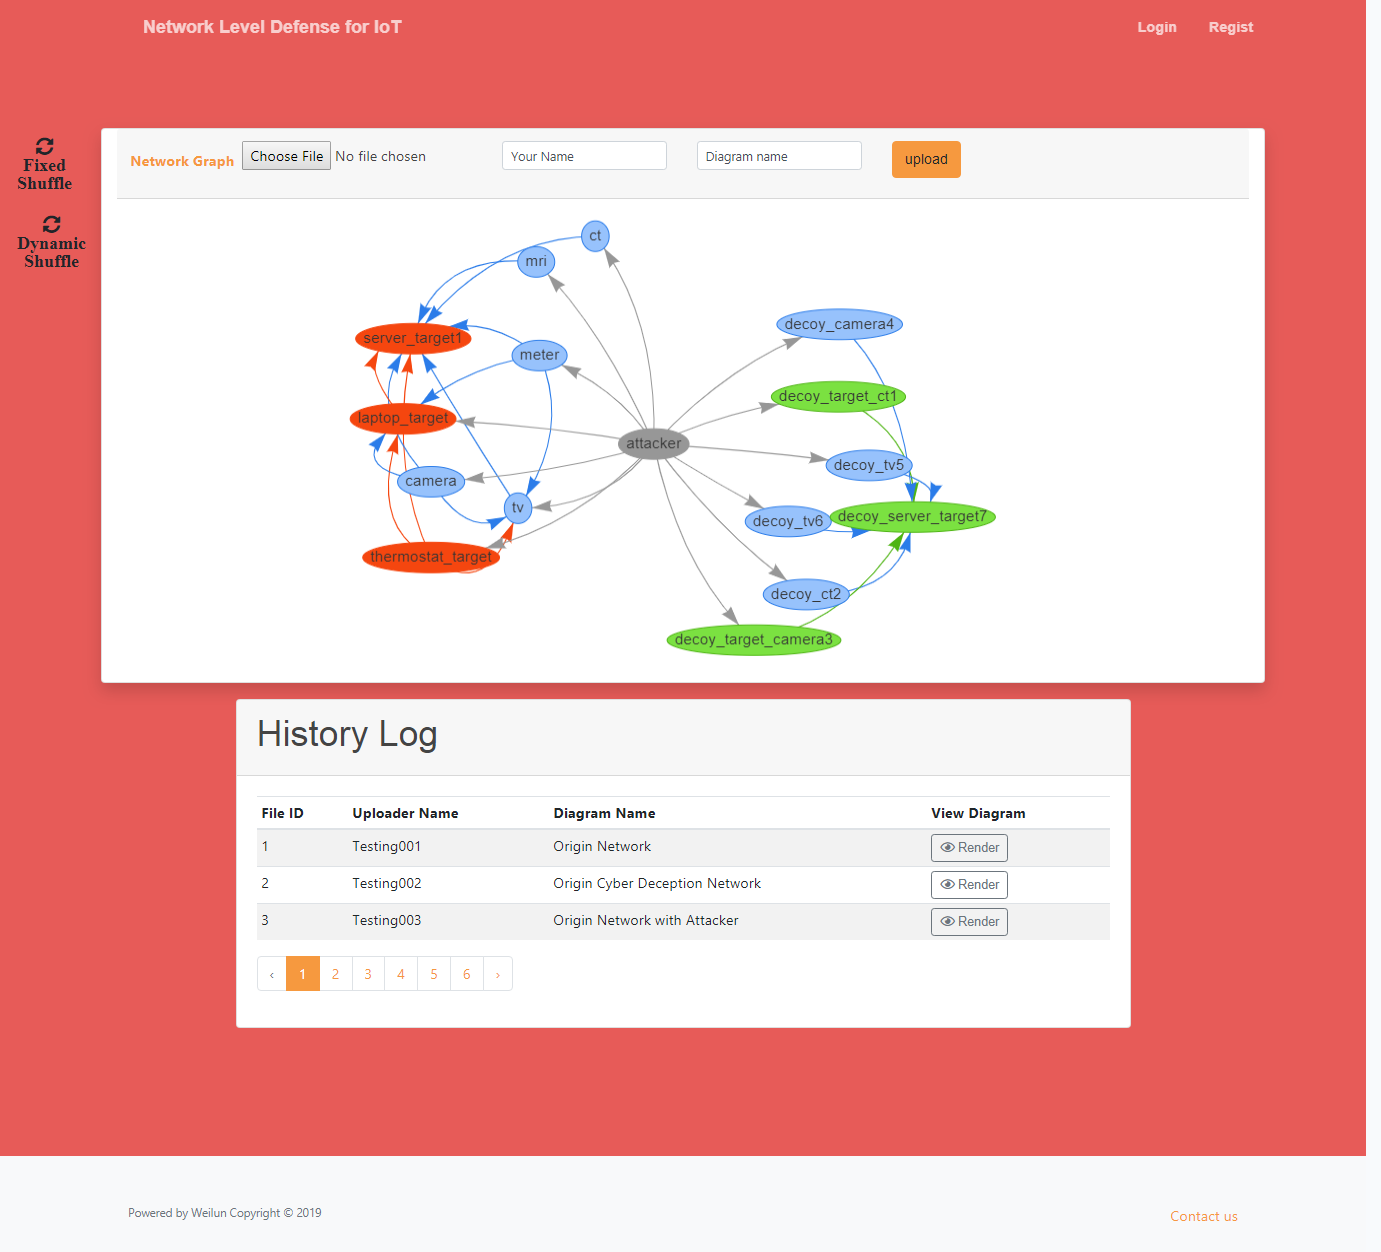 Network Level Defense for IoT
Login
Regist
Fixed
Shuffle
Dynamic
Shuffle
Network Graph
Choose File
No file chosen
Your Name
Diagram name
upload
ct
mri
server_target1
meter
laptop_target
camera
tv
thermostat_target
attacker
decoy_camera4
decoy_target_ct1
decoy_tv5
decoy_tv6
decoy_server_target7
decoy_ct2
decoy_target_camera3
History Log
File ID Uploader Name Diagram Name View Diagram
1 Testing001 Origin Network Render
2 Testing002 Origin Cyber Deception Network Render
3 Testing003 Origin Network with Attacker Render
‹ 1 2 3 4 5 6 ›
Powered by Weilun Copyright © 2019
Contact us